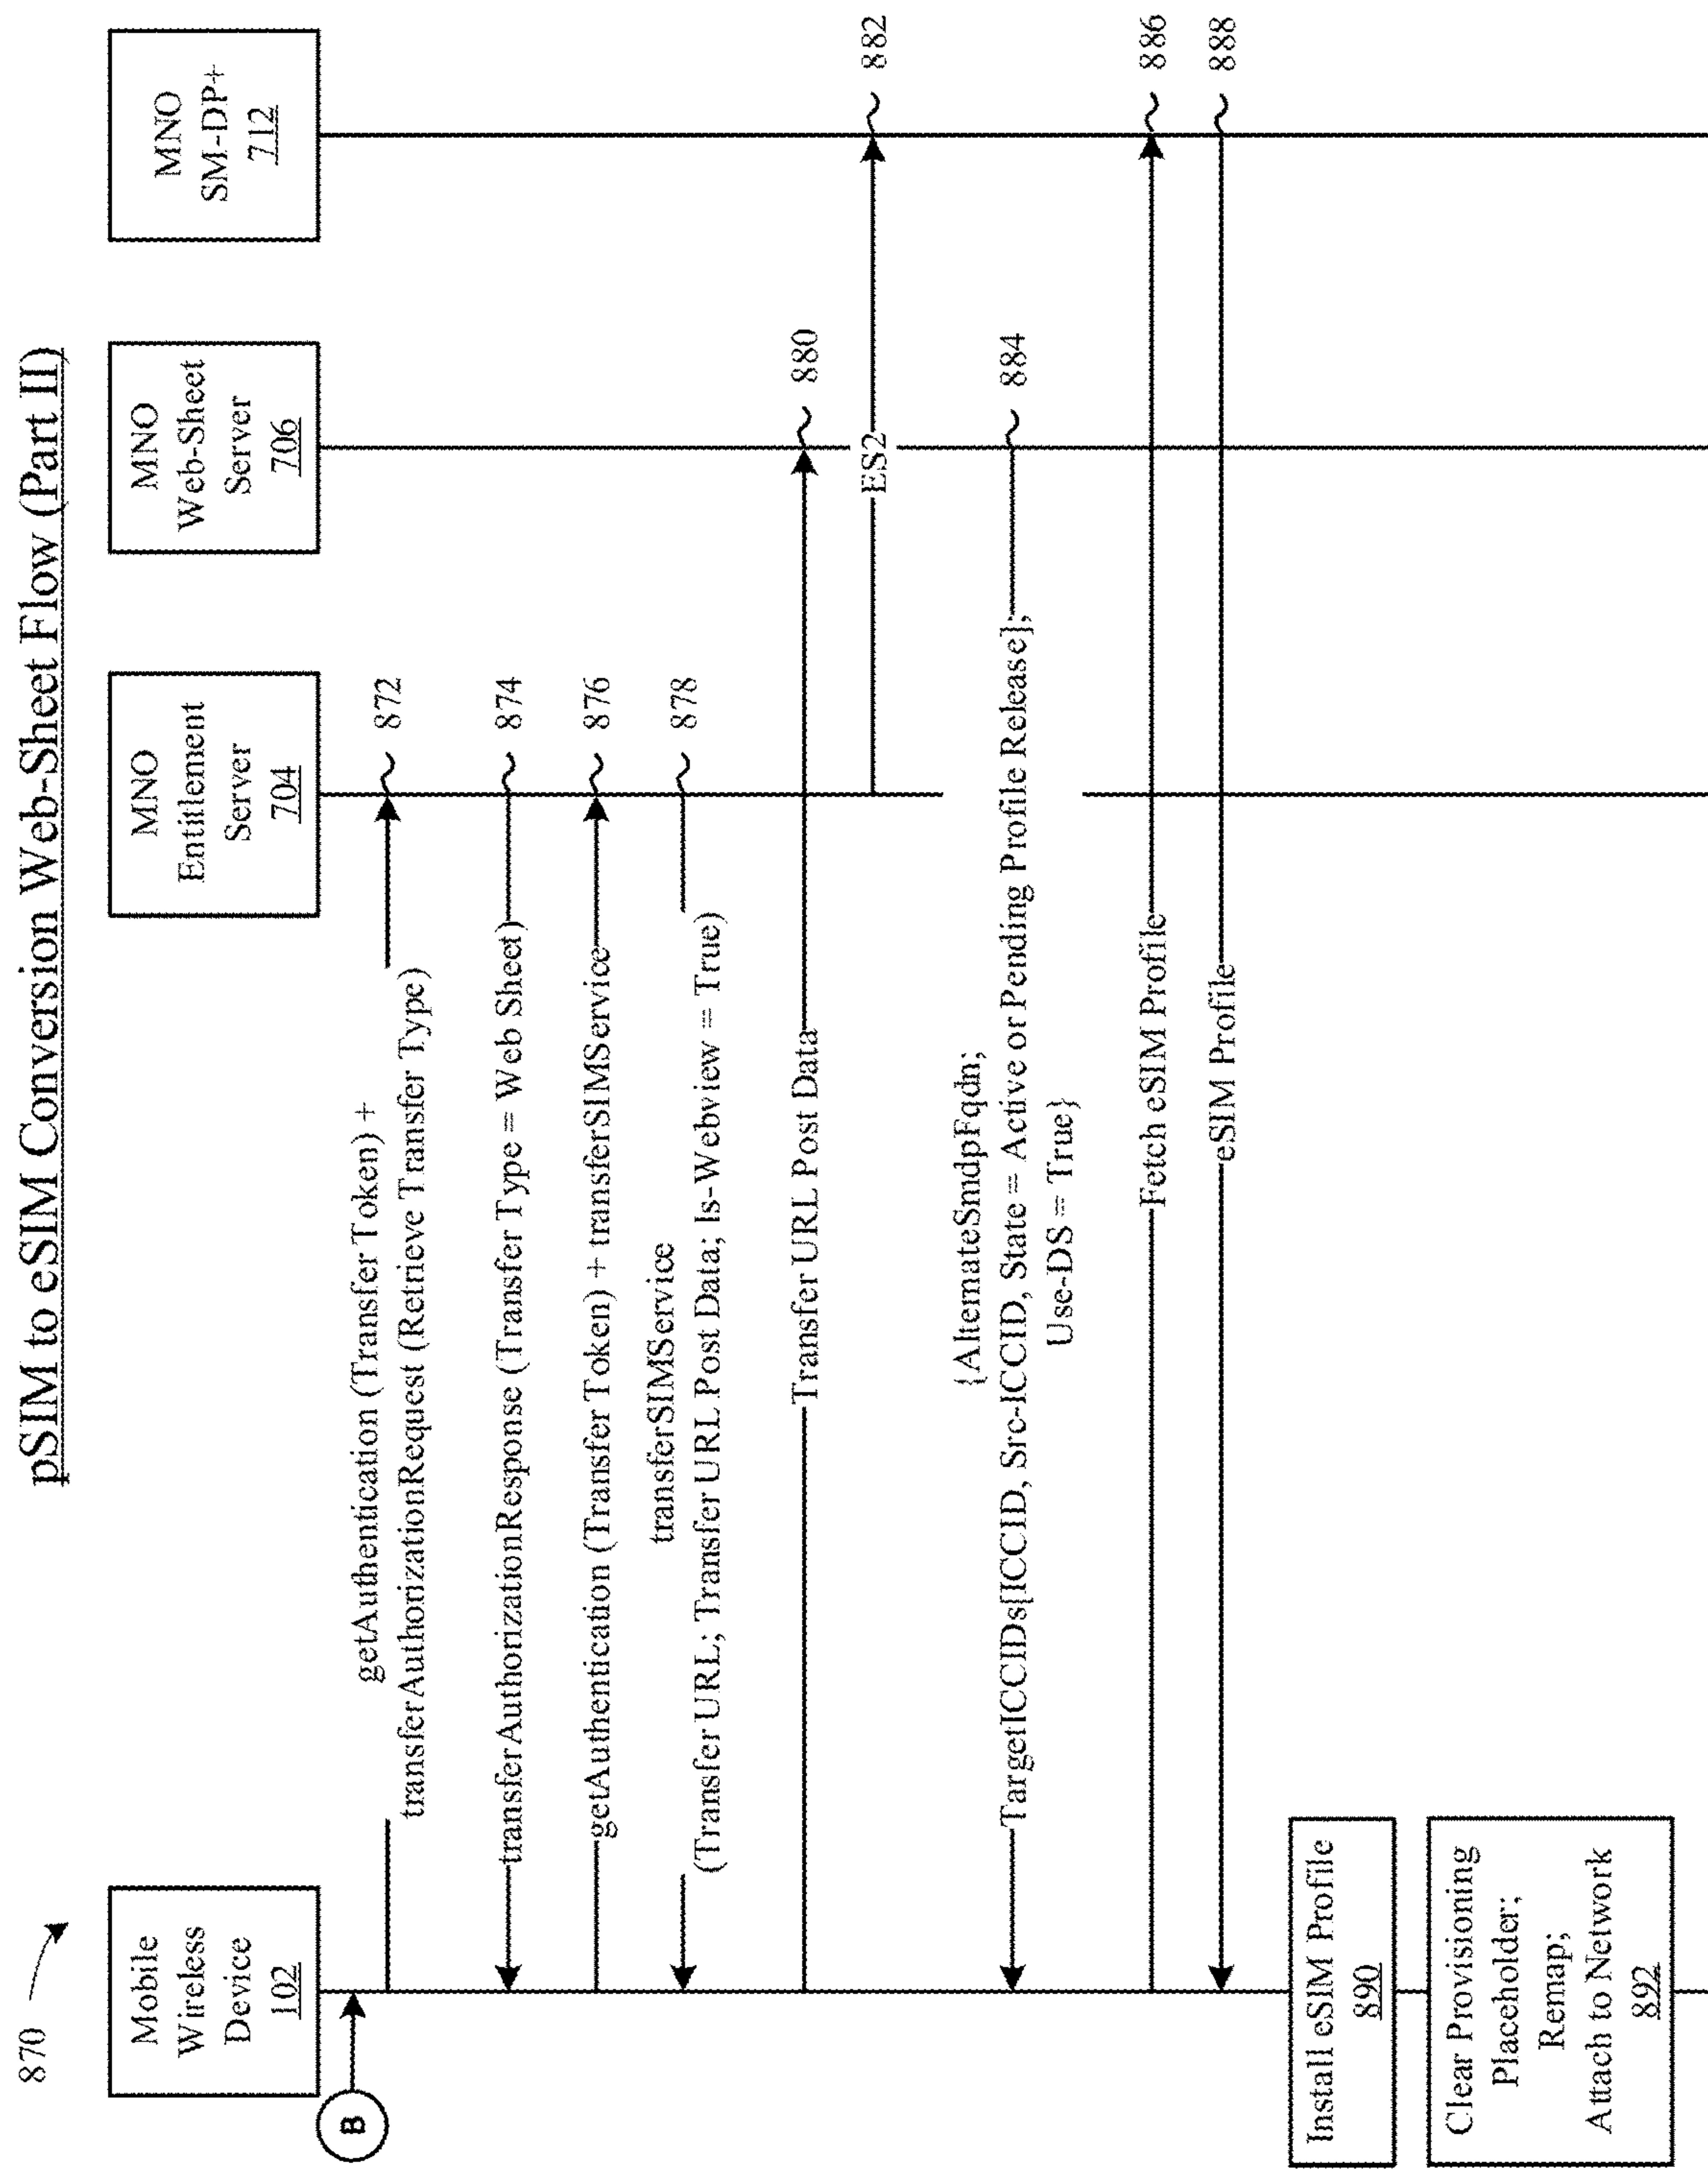 870
pSIM to eSIM Conversion Web-Sheet Flow (Part II)
Mobile
Wireless
Device
102
MNO
Entitlement
Server
704
MNO
Web-Sheet
Server
706
MNO
SM-DP+
712
B
getAuthentication (Transfer Token) +
transferAuthorizationRequest (Retrieve Transfer Type)
872
transferAuthorizationResponse (Transfer Type = Web Sheet)
874
getAuthentication (Transfer Token) + transferSIMService
876
transferSIMService
(Transfer URL; Transfer URL Post Data; Is-Webview = True)
878
Transfer URL Post Data
880
ES2
882
{AlternateSmdpFqdn;
TargetICCIDs[ICCID, Src-ICCID, State = Active or Pending Profile Release];
Use-DS = True}
884
Fetch eSIM Profile
886
eSIM Profile
888
Install eSIM Profile
890
Clear Provisioning
Placeholder;
Remap;
Attach to Network
892